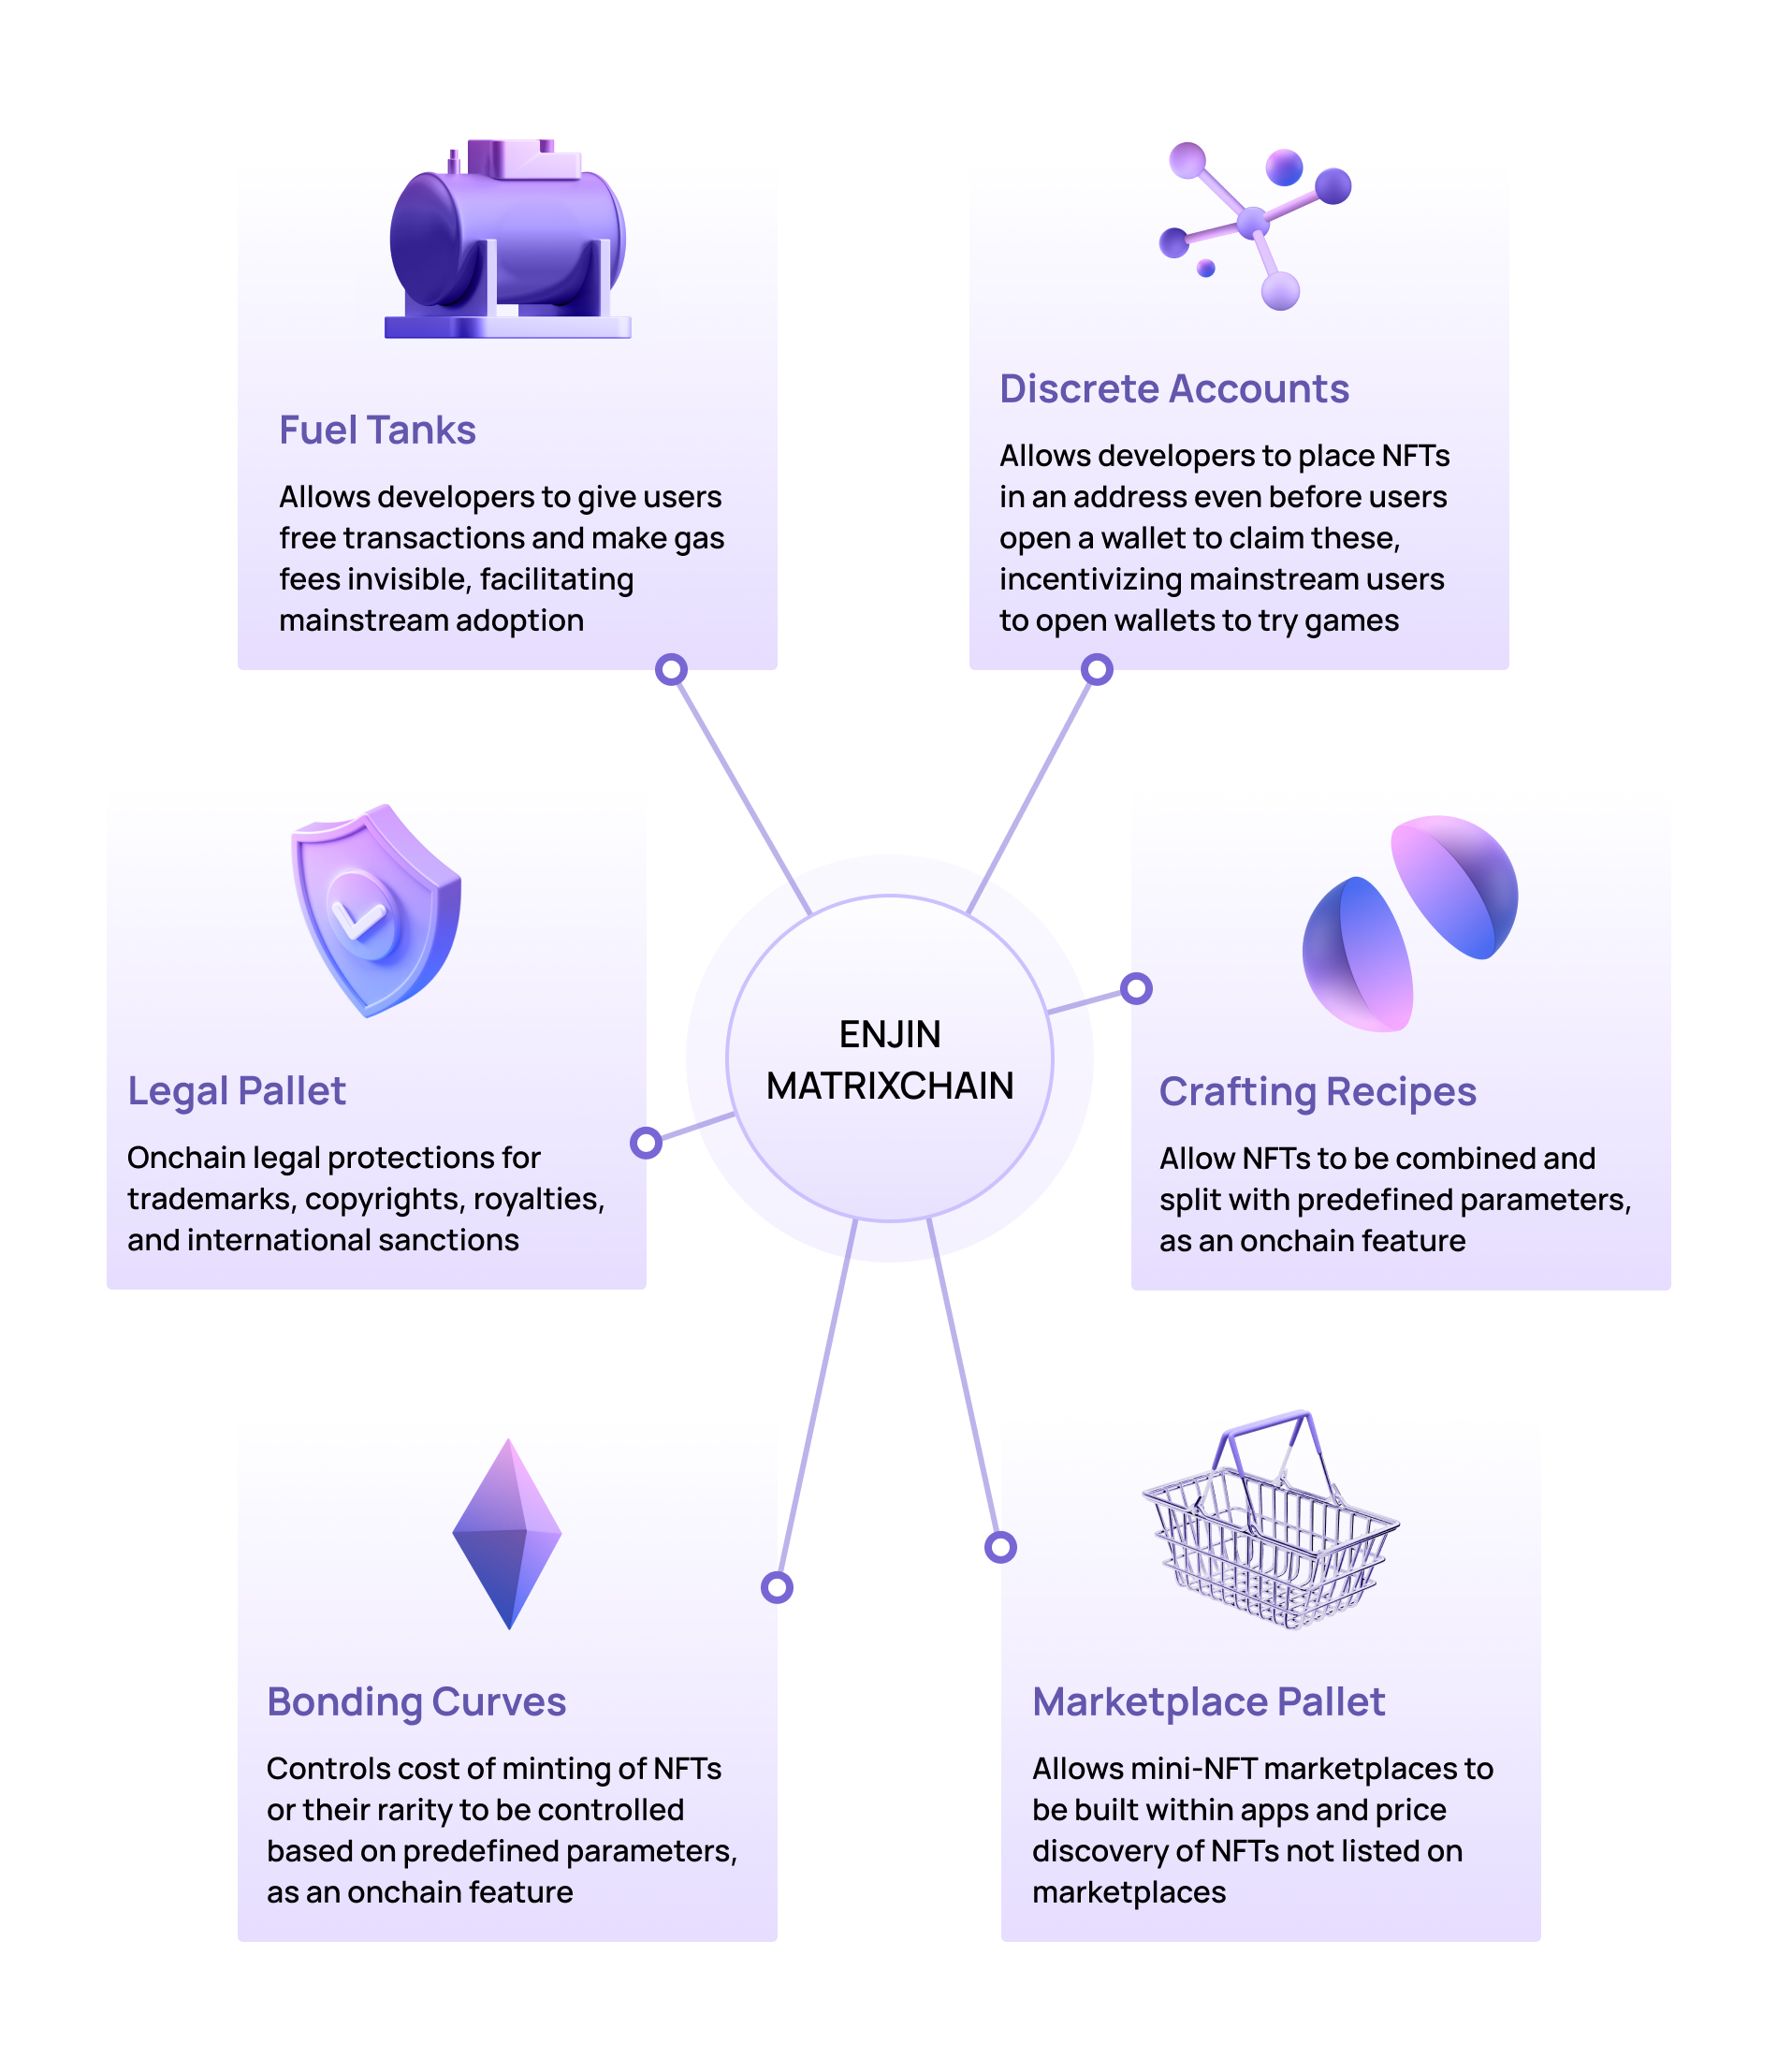 Fuel Tanks
Allows developers to give users
free transactions and make gas
fees invisible, facilitating
mainstream adoption
Discrete Accounts
Allows developers to place NFTs
in an address even before users
open a wallet to claim these,
incentivizing mainstream users
to open wallets to try games
Legal Pallet
Onchain legal protections for
trademarks, copyrights, royalties,
and international sanctions
ENJIN
MATRIXCHAIN
Crafting Recipes
Allow NFTs to be combined and
split with predefined parameters,
as an onchain feature
Bonding Curves
Controls cost of minting of NFTs
or their rarity to be controlled
based on predefined parameters,
as an onchain feature
Marketplace Pallet
Allows mini-NFT marketplaces to
be built within apps and price
discovery of NFTs not listed on
marketplaces